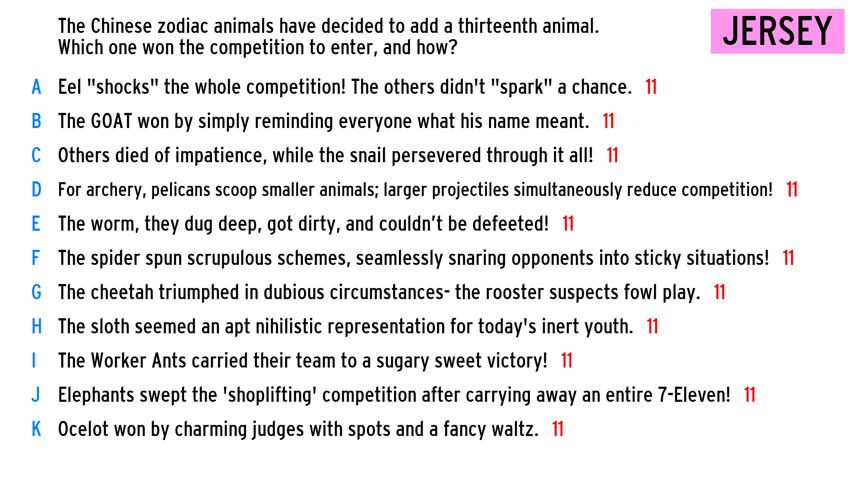 The Chinese zodiac animals have decided to add a thirteenth animal.
Which one won the competition to enter, and how?
JERSEY
A Eel "shocks" the whole competition! The others didn't "spark" a chance. 11
B The GOAT won by simply reminding everyone what his name meant. 11
C Others died of impatience, while the snail persevered through it all! 11
D For archery, pelicans scoop smaller animals; larger projectiles simultaneously reduce competition! 11
E The worm, they dug deep, got dirty, and couldn’t be defeeted! 11
F The spider spun scrupulous schemes, seamlessly snaring opponents into sticky situations! 11
G The cheetah triumphed in dubious circumstances- the rooster suspects fowl play. 11
H The sloth seemed an apt nihilistic representation for today's inert youth. 11
I The Worker Ants carried their team to a sugary sweet victory! 11
J Elephants swept the 'shoplifting' competition after carrying away an entire 7-Eleven! 11
K Ocelot won by charming judges with spots and a fancy waltz. 11